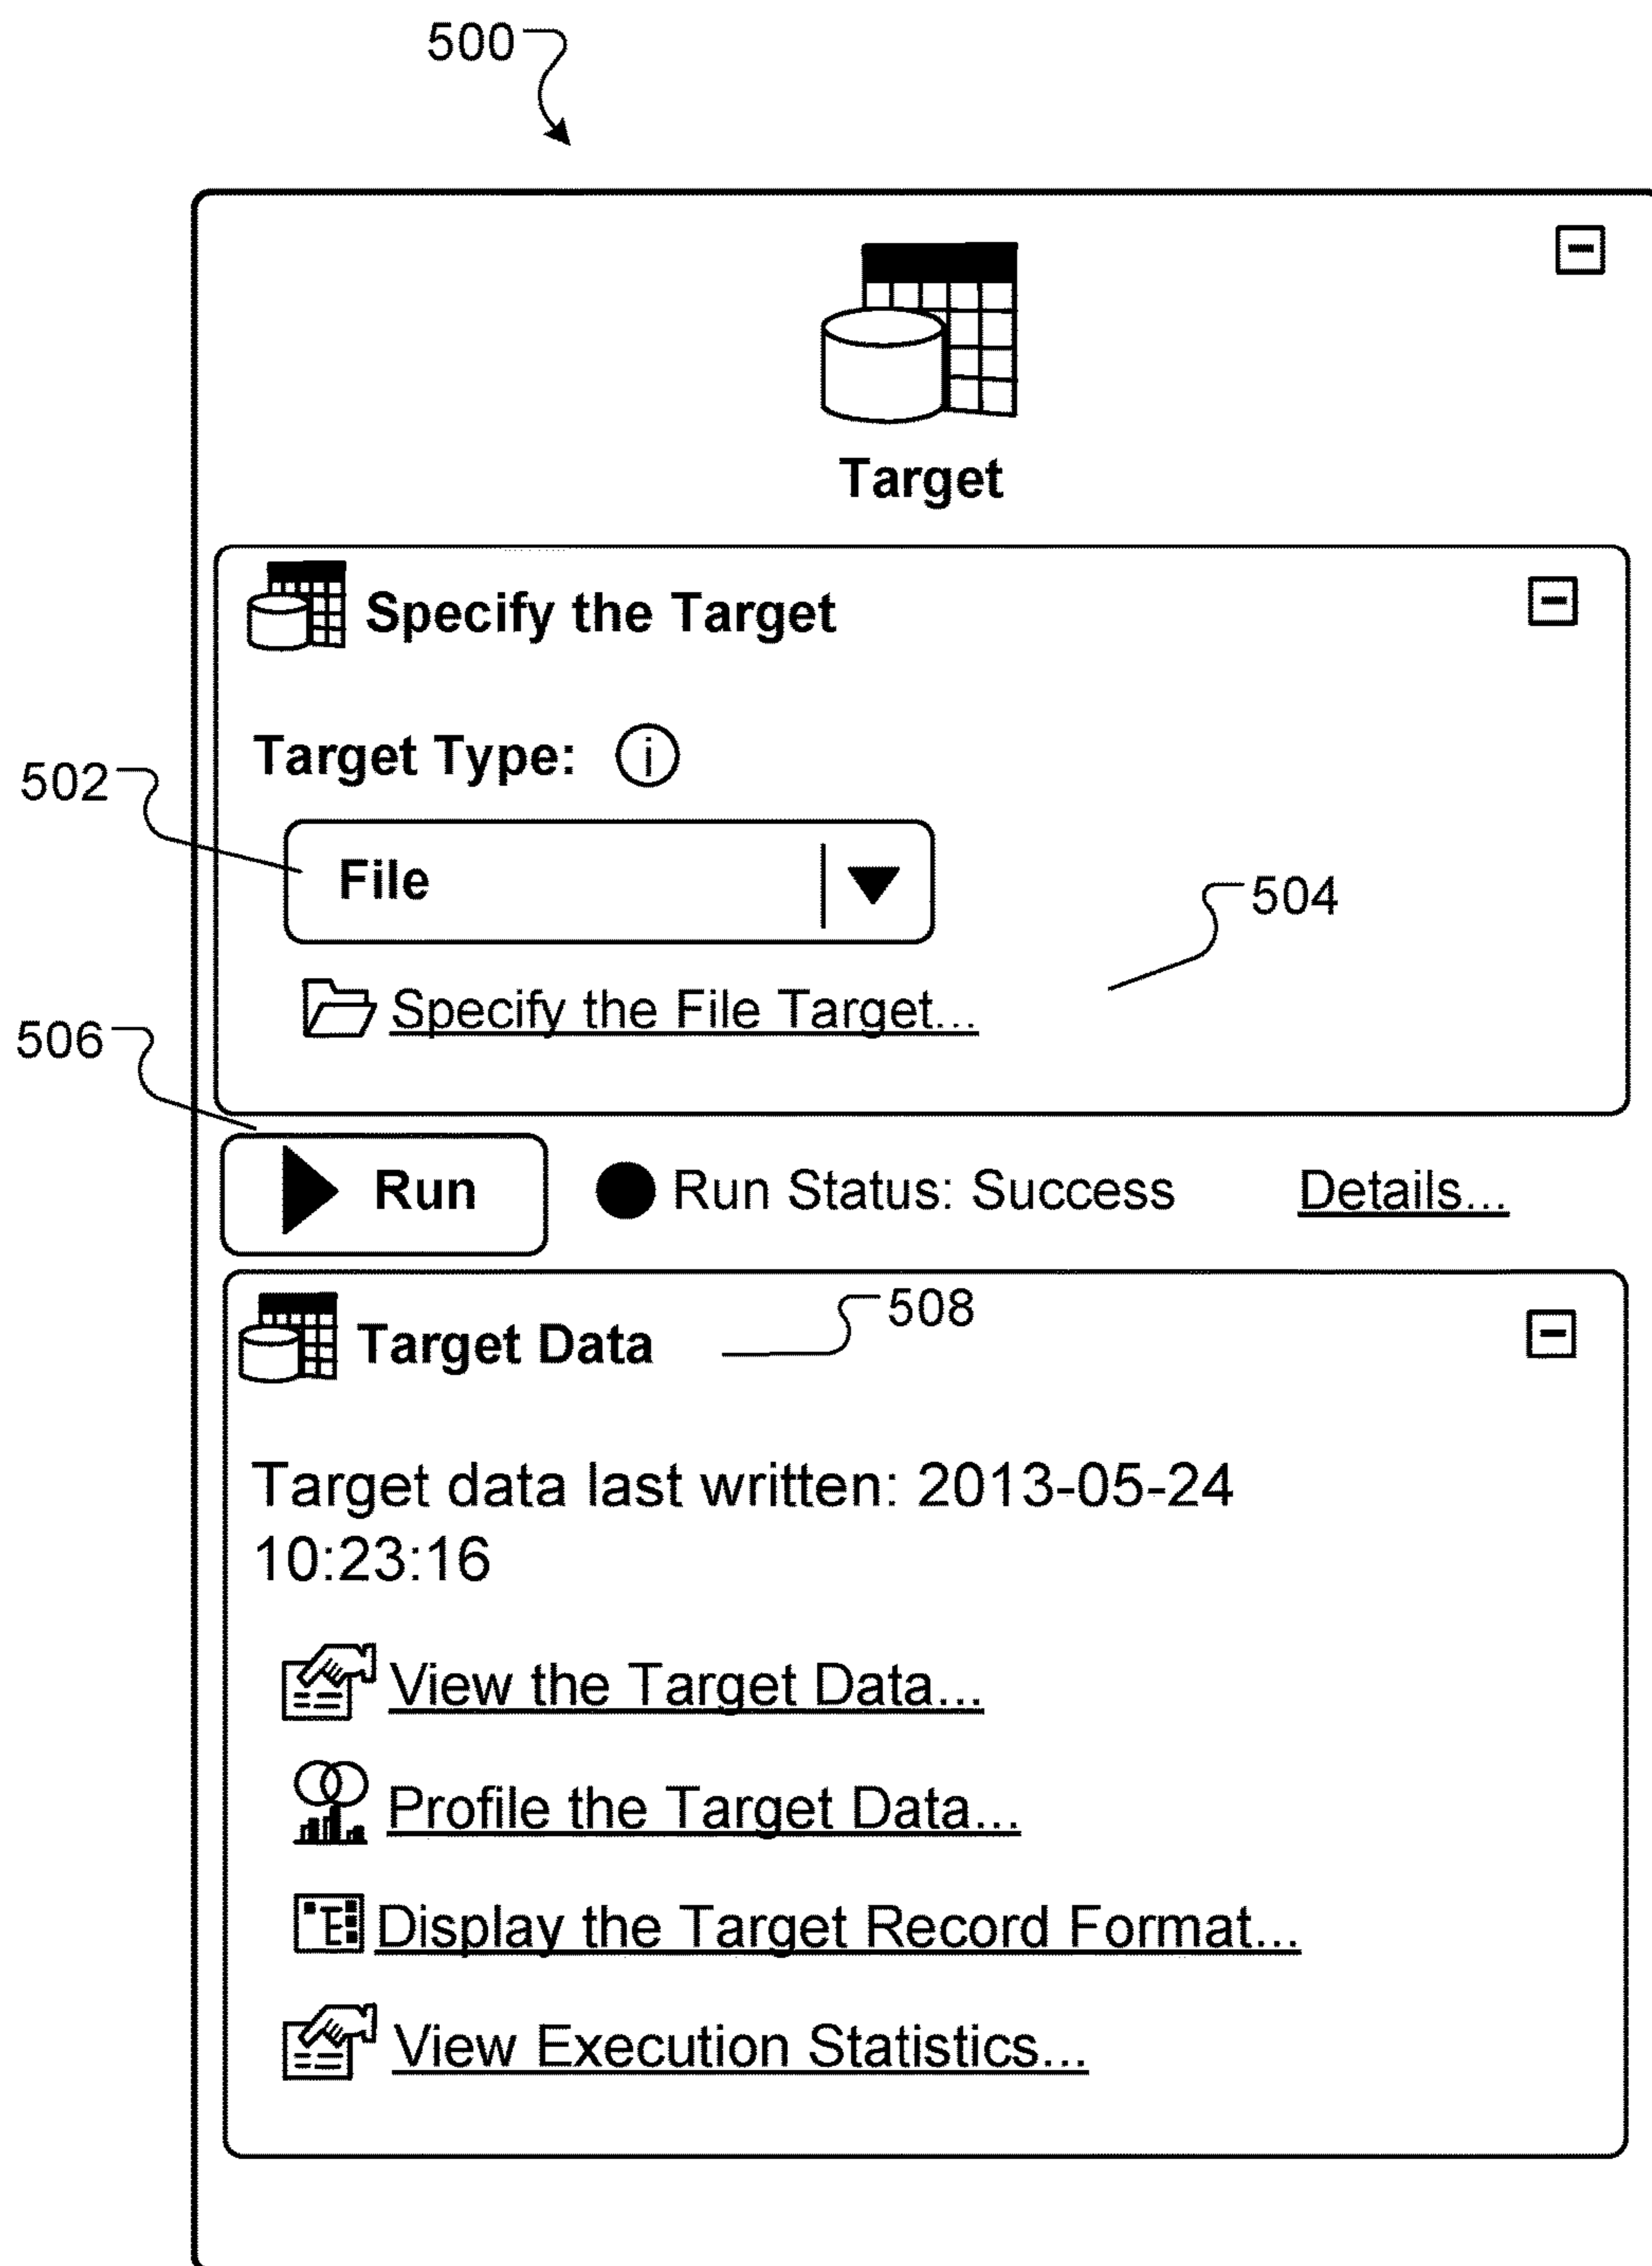 500
Target
Specify the Target
Target Type: i
502
File
504
Specify the File Target...
506
Run
Run Status: Success
Details...
508
Target Data
Target data last written: 2013-05-24
10:23:16
View the Target Data...
Profile the Target Data...
Display the Target Record Format...
View Execution Statistics...